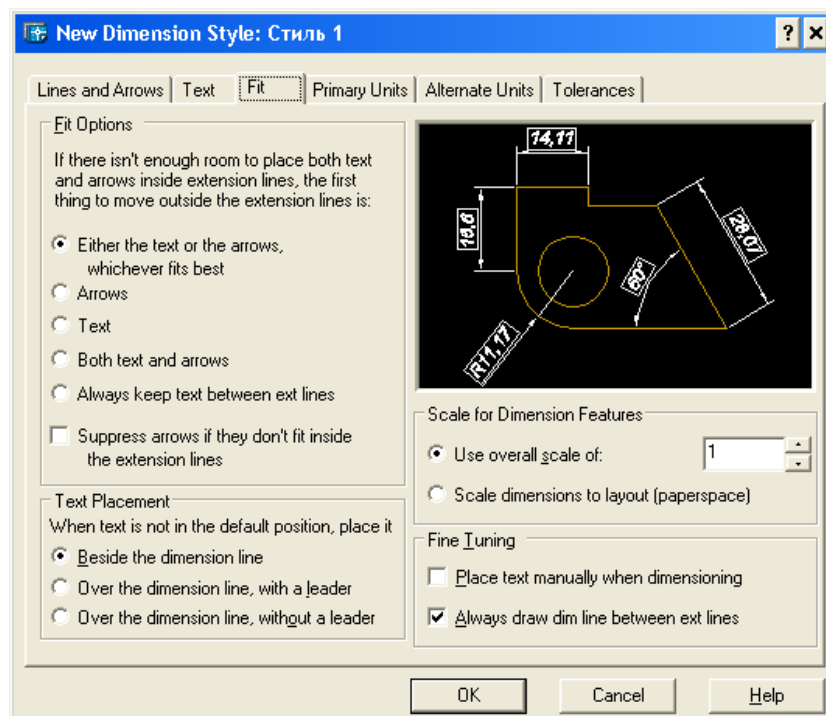 New Dimension Style: Стиль 1
Lines and Arrows Text Fit Primary Units Alternate Units Tolerances
Fit Options
If there isn't enough room to place both text
and arrows inside extension lines, the first
thing to move outside the extension lines is:
Either the text or the arrows,
whichever fits best
Arrows
Text
Both text and arrows
Always keep text between ext lines
Suppress arrows if they don't fit inside
the extension lines
Text Placement
When text is not in the default position, place it
Beside the dimension line
Over the dimension line, with a leader
Over the dimension line, without a leader
14,11
16,6
28,07
60°
R11,17
Scale for Dimension Features
Use overall scale of: 1
Scale dimensions to layout (paperspace)
Fine Tuning
Place text manually when dimensioning
Always draw dim line between ext lines
OK Cancel Help